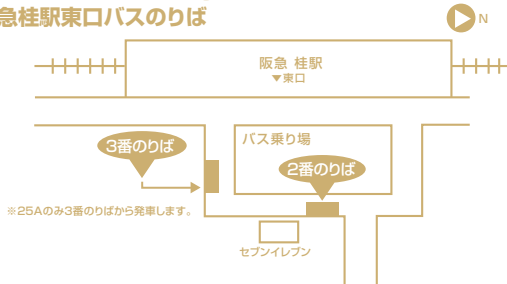 急桂駅東口バスのりば
N
阪急 桂駅
▼東口
バス乗り場
3番のりば
2番のりば
※25Aのみ3番のりばから発車します。
セブンイレブン